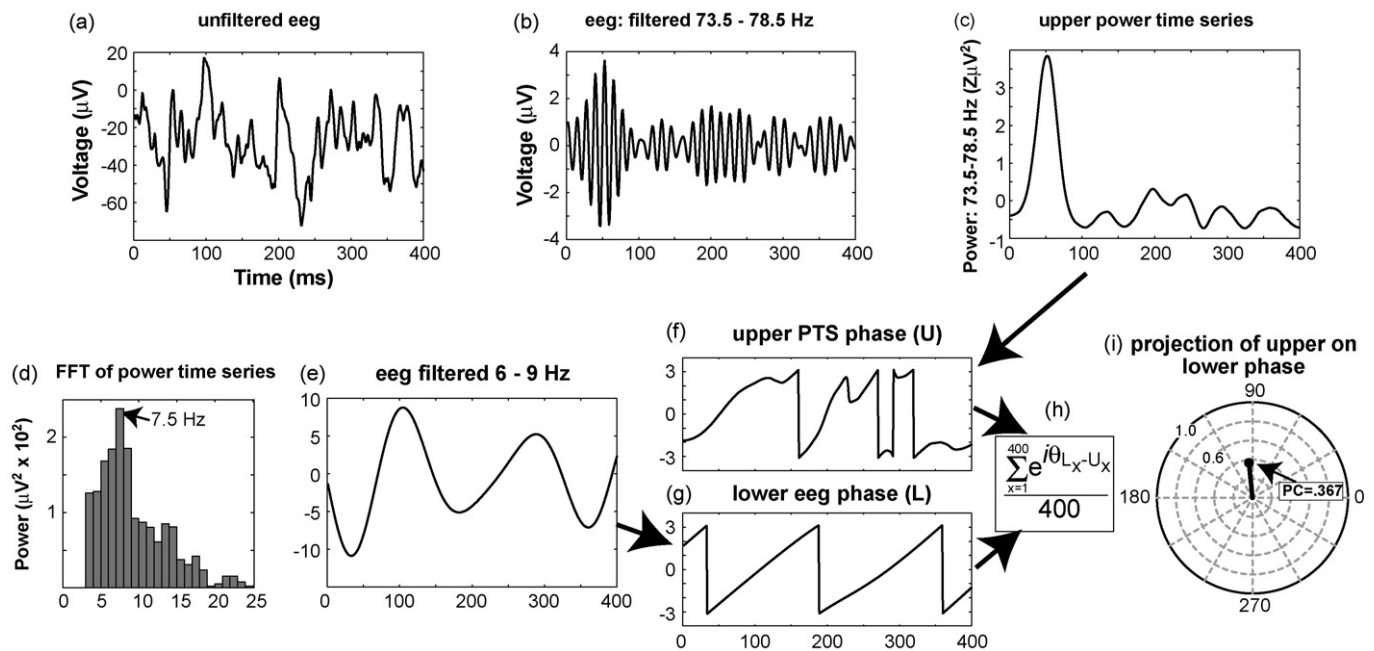 (a) unfiltered eeg
20
0
-20
-40
-60
Voltage (μV)
0 100 200 300 400
Time (ms)
(b) eeg: filtered 73.5 - 78.5 Hz
4
2
0
-2
-4
Voltage (μV)
0 100 200 300 400
(c) upper power time series
3
2
1
0
-1
Power: 73.5-78.5 Hz (ZμV²)
0 100 200 300 400
(d) FFT of power time series
7.5 Hz
2
1
Power (μV² x 10²)
0 5 10 15 20 25
(e) eeg filtered 6 - 9 Hz
10
5
0
-5
-10
0 100 200 300 400
(f) upper PTS phase (U)
3
0
-3
(g) lower eeg phase (L)
3
0
-3
0 100 200 300 400
(h)
400
∑ e^iθ_Lx-Ux
x=1
400
(i) projection of upper on
lower phase
90
1.0
0.6
180
0
PC=.367
270